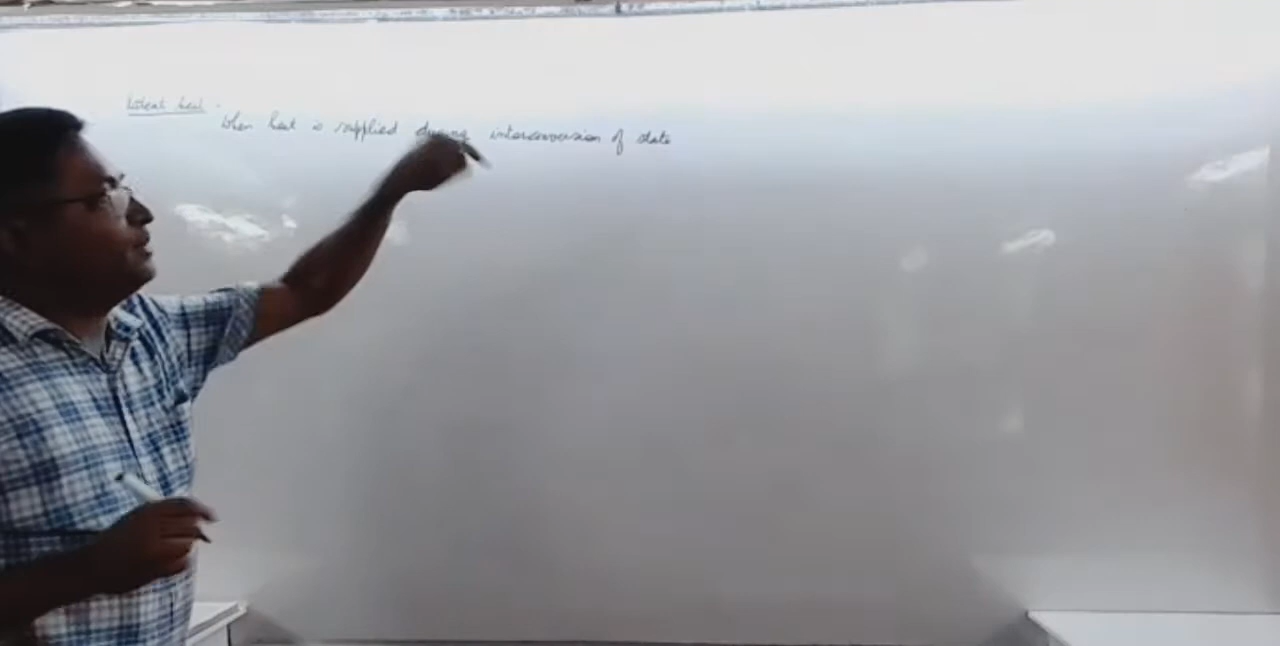 Latent heat -
When heat is supplied during interconversion of state